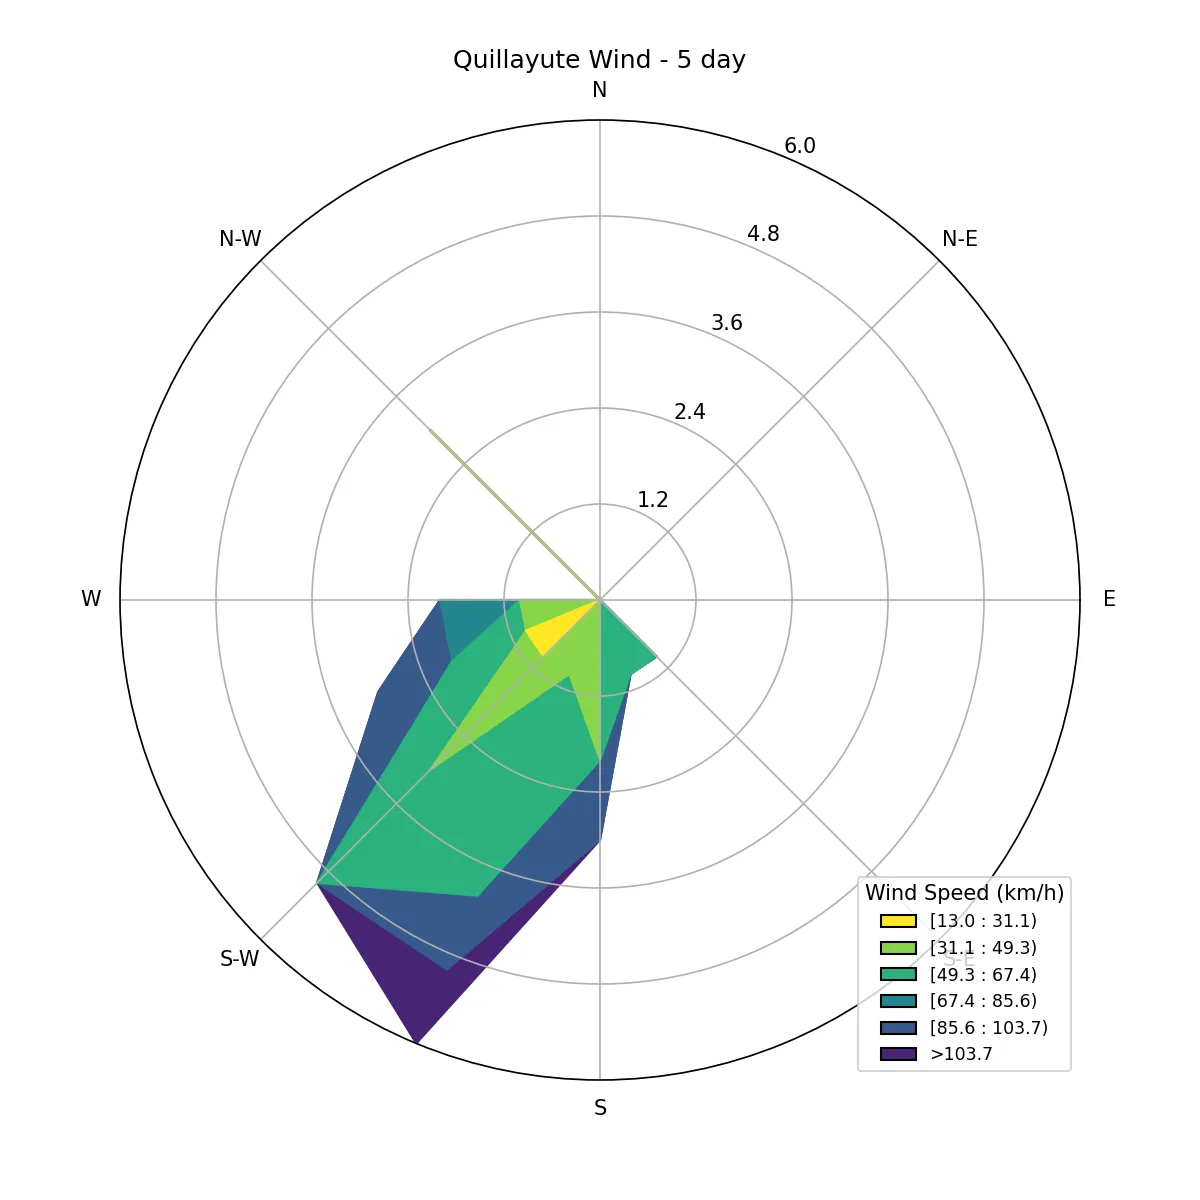 Quillayute Wind - 5 day
N
6.0
N-W
4.8
N-E
3.6
2.4
1.2
W
E
S-W
S-E
Wind Speed (km/h)
[13.0 : 31.1)
[31.1 : 49.3)
[49.3 : 67.4)
[67.4 : 85.6)
[85.6 : 103.7)
>103.7
S